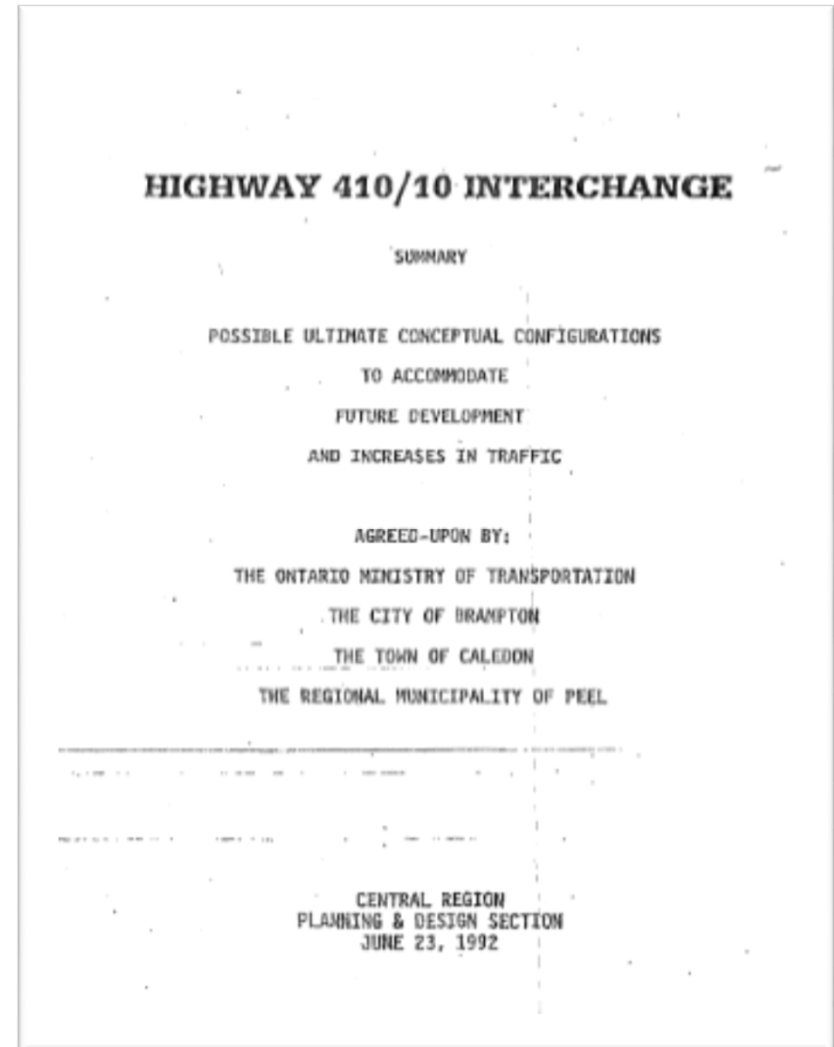 HIGHWAY 410/10 INTERCHANGE
SUMMARY
POSSIBLE ULTIMATE CONCEPTUAL CONFIGURATIONS
TO ACCOMMODATE
FUTURE DEVELOPMENT
AND INCREASES IN TRAFFIC
AGREED-UPON BY:
THE ONTARIO MINISTRY OF TRANSPORTATION
THE CITY OF BRAMPTON
THE TOWN OF CALEDON
THE REGIONAL MUNICIPALITY OF PEEL
CENTRAL REGION
PLANNING & DESIGN SECTION
JUNE 23, 1992